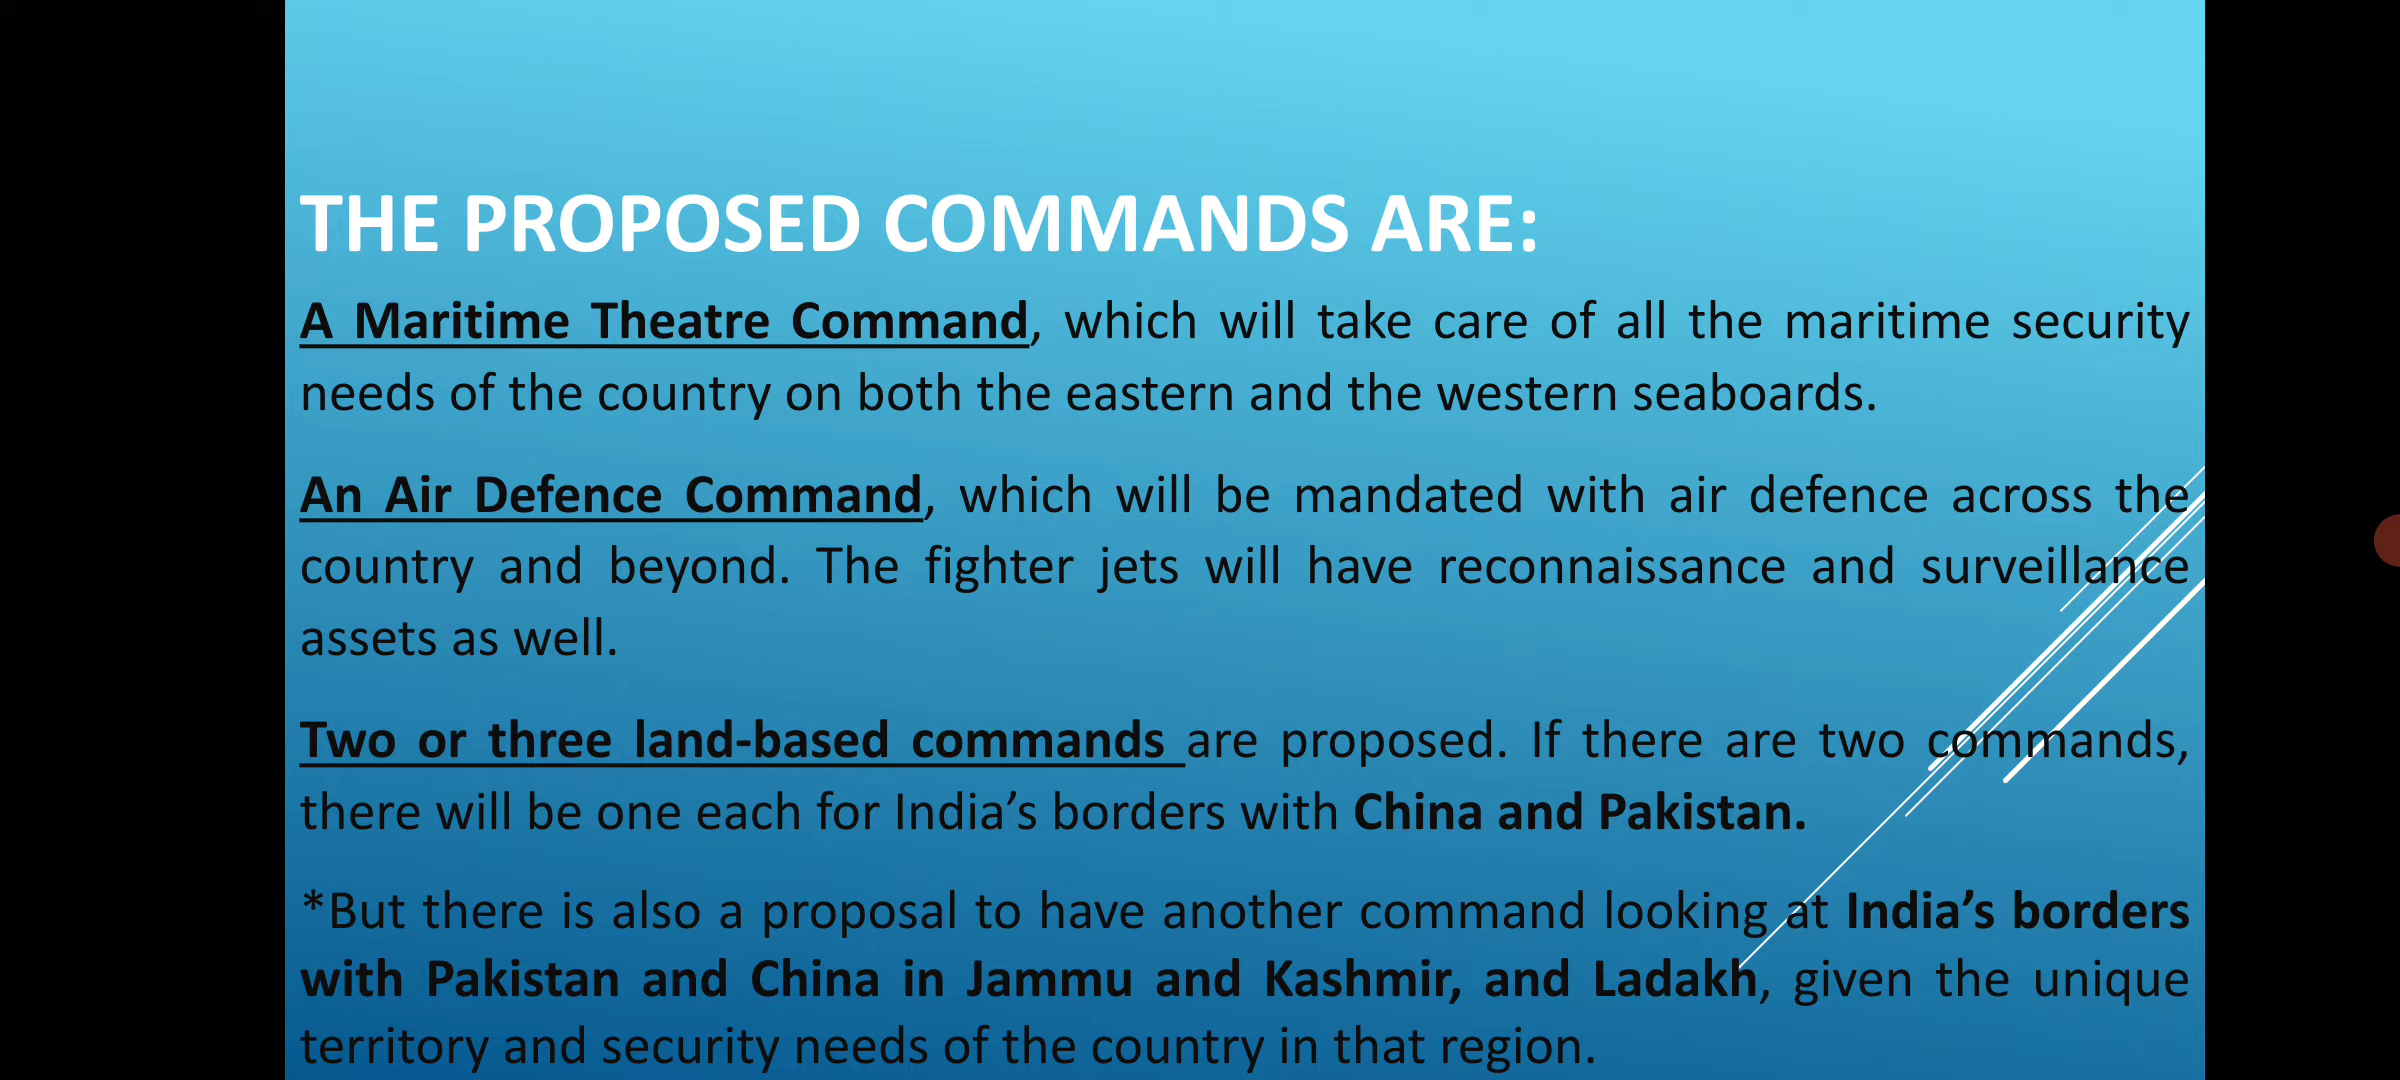 THE PROPOSED COMMANDS ARE:
A Maritime Theatre Command, which will take care of all the maritime security
needs of the country on both the eastern and the western seaboards.
An Air Defence Command, which will be mandated with air defence across the
country and beyond. The fighter jets will have reconnaissance and surveillance
assets as well.
Two or three land-based commands are proposed. If there are two commands,
there will be one each for India’s borders with China and Pakistan.
*But there is also a proposal to have another command looking at India’s borders
with Pakistan and China in Jammu and Kashmir, and Ladakh, given the unique
territory and security needs of the country in that region.